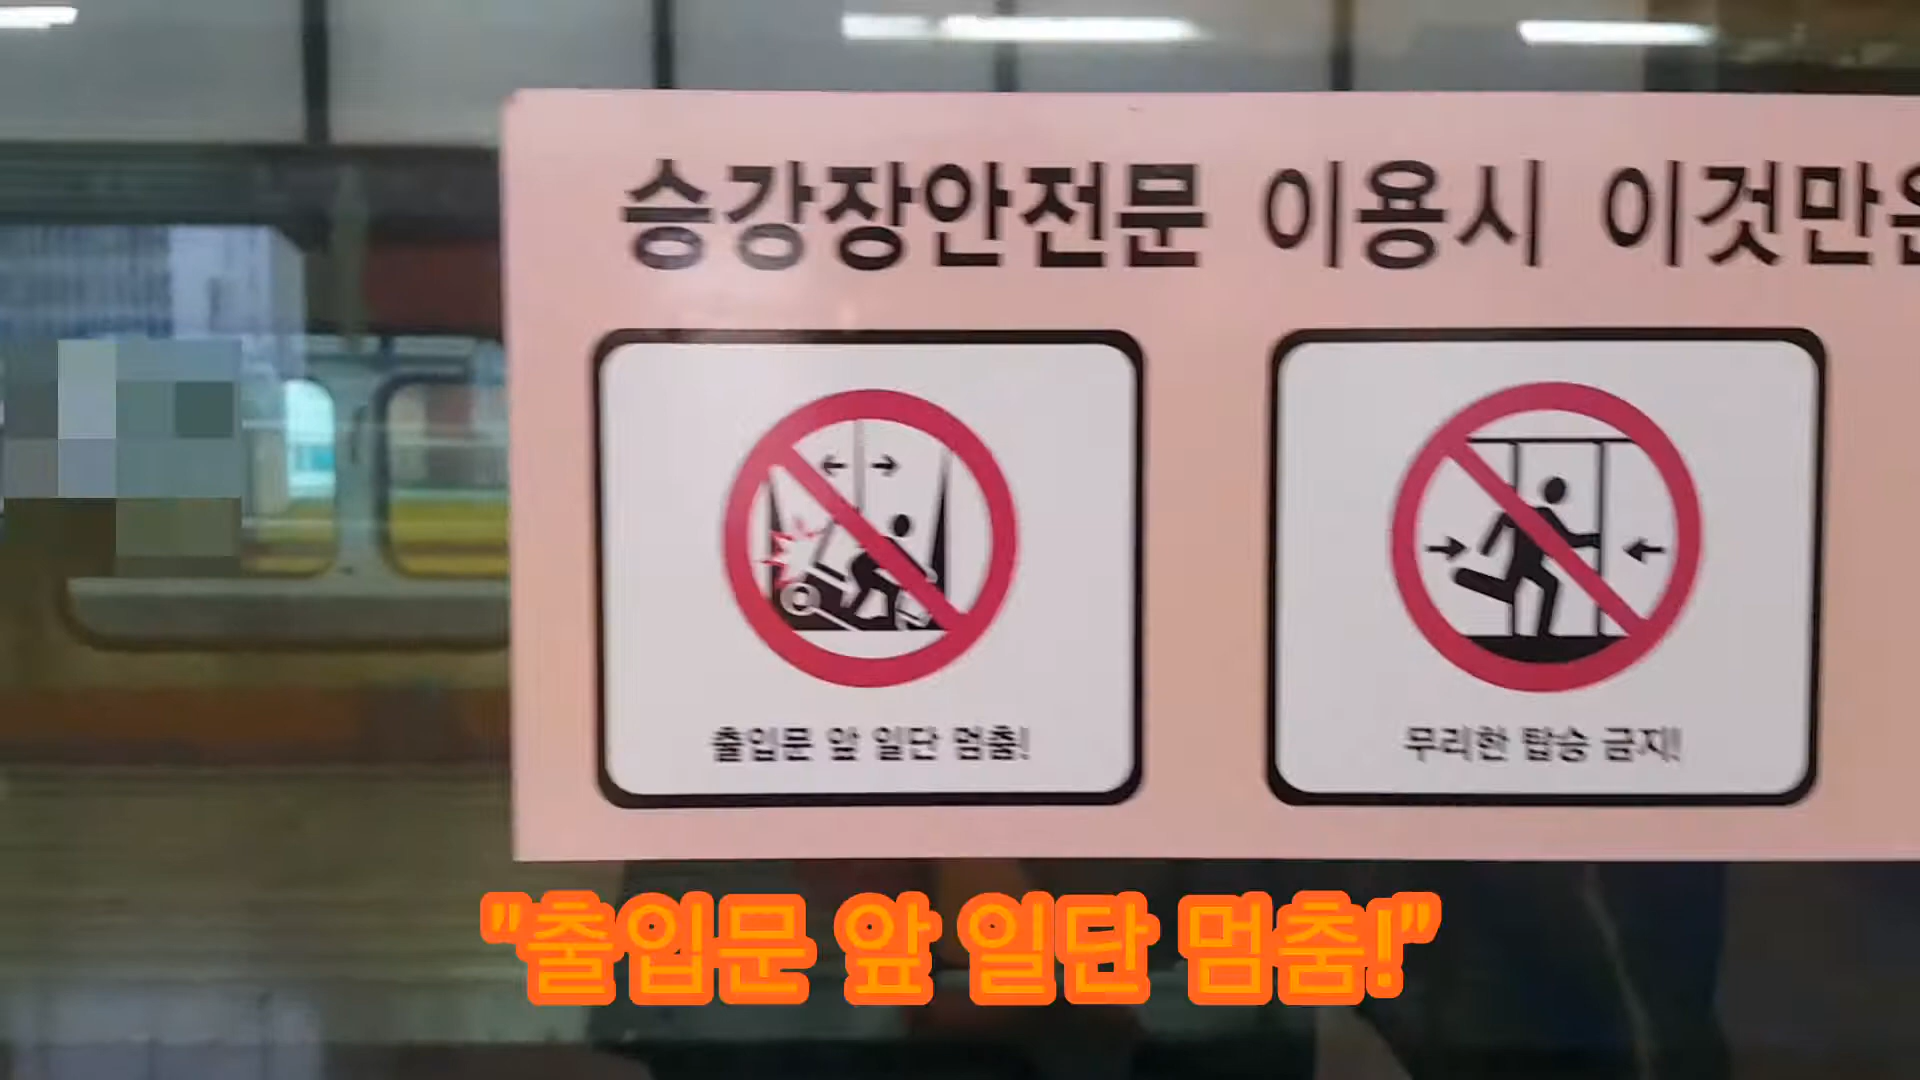 승강장안전문 이용시 이것만은
출입문 앞 일단 멈춤!
무리한 탑승 금지!
"출입문 앞 일단 멈춤!"